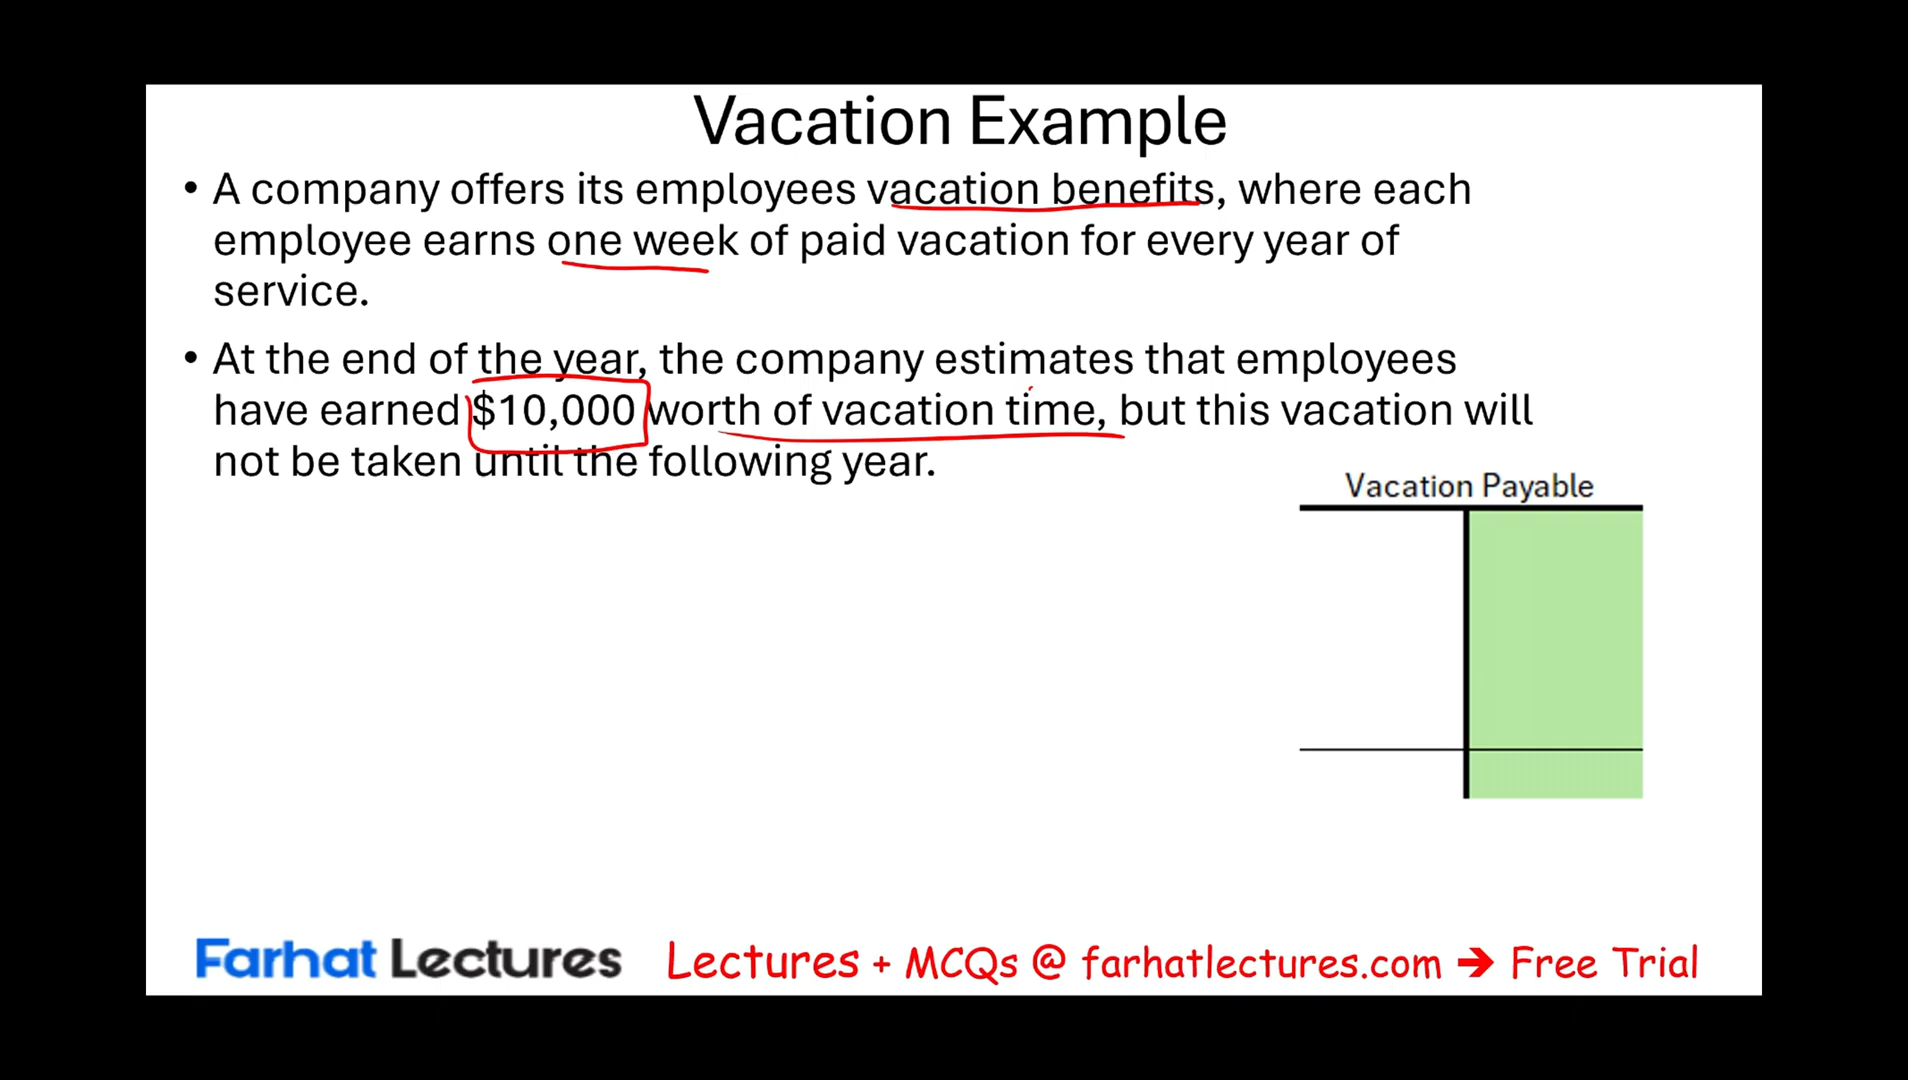 Vacation Example
• A company offers its employees vacation benefits, where each
employee earns one week of paid vacation for every year of
service.
• At the end of the year, the company estimates that employees
have earned $10,000 worth of vacation time, but this vacation will
not be taken until the following year.
Vacation Payable
Farhat Lectures Lectures + MCQs @ farhatlectures.com ➔ Free Trial